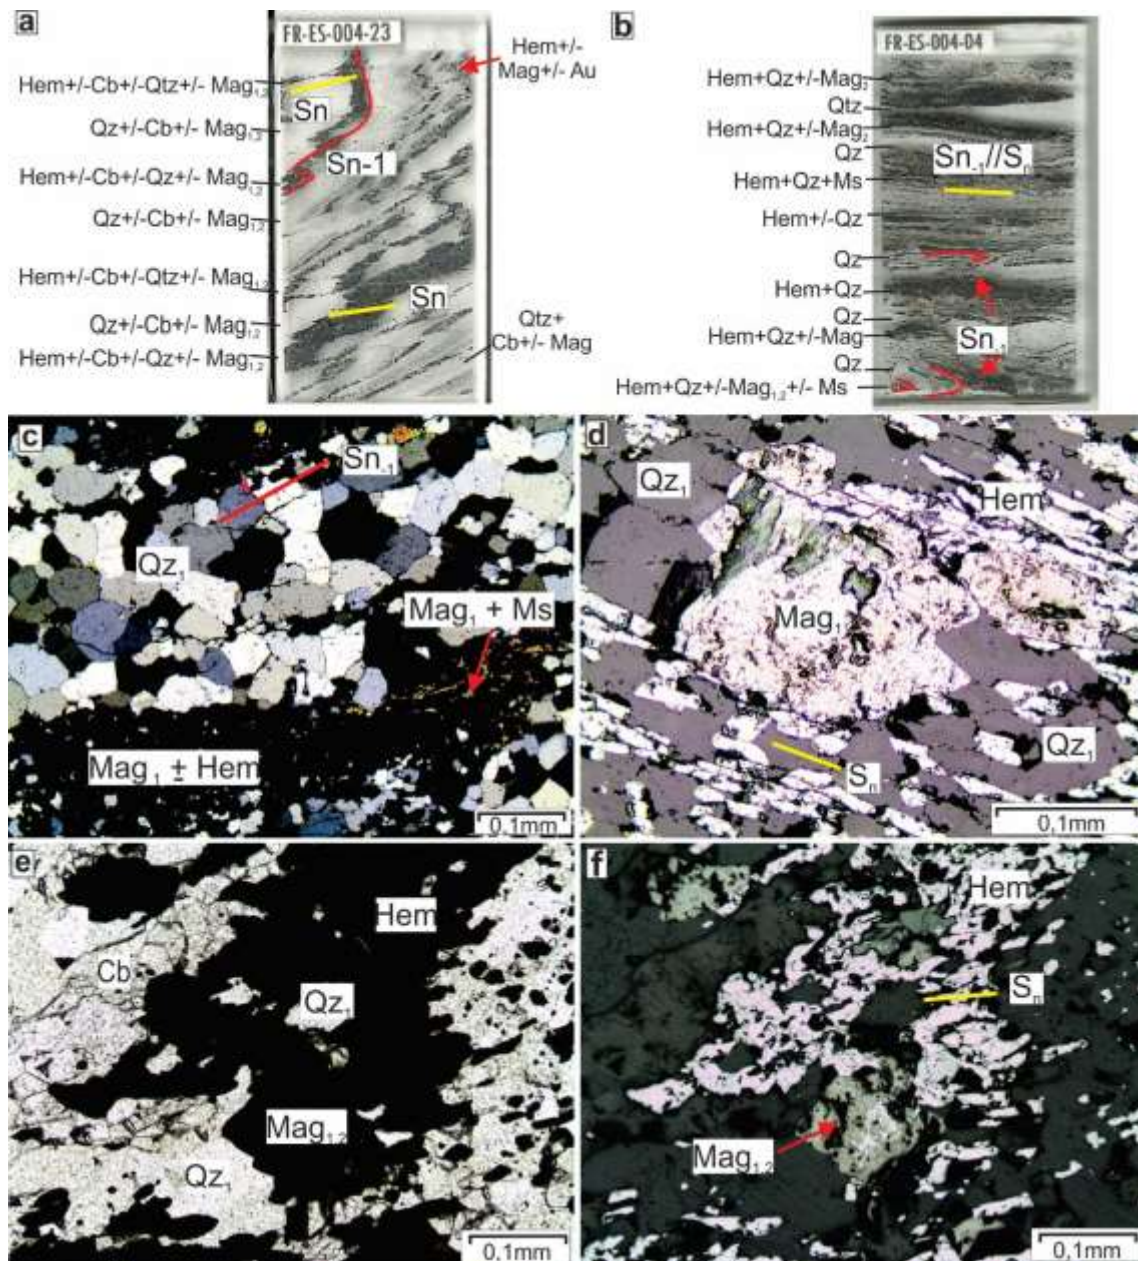 a
FR-ES-004-23
Hem+/-
Mag+/- Au
Hem+/-Cb+/-Qtz+/- Mag1,2
Sn
Qz+/-Cb+/- Mag1,2
Sn-1
Hem+/-Cb+/-Qz+/- Mag1,2
Qz+/-Cb+/- Mag1,2
Hem+/-Cb+/-Qtz+/- Mag1,2
Sn
Qz+/-Cb+/- Mag1,2
Qtz+
Cb+/- Mag
Hem+/-Cb+/-Qz+/- Mag1,2
b
FR-ES-004-04
Hem+Qz+/-Mag2
Qtz
Hem+Qz+/-Mag2
Qz
Sn-1//Sn
Hem+Qz+Ms
Hem+/-Qz
Qz
Hem+Qz
Qz
Hem+Qz+/-Mag
Sn-1
Qz
Hem+Qz+/-Mag1,2+/- Ms
c
Sn-1
Qz1
Mag1 + Ms
Mag1 ± Hem
0.1mm
d
Qz1
Hem
Mag1
Qz1
Sn
0,1mm
e
Hem
Cb
Qz1
Mag1,2
Qz1
0,1mm
f
Hem
Sn
Mag1,2
0,1mm